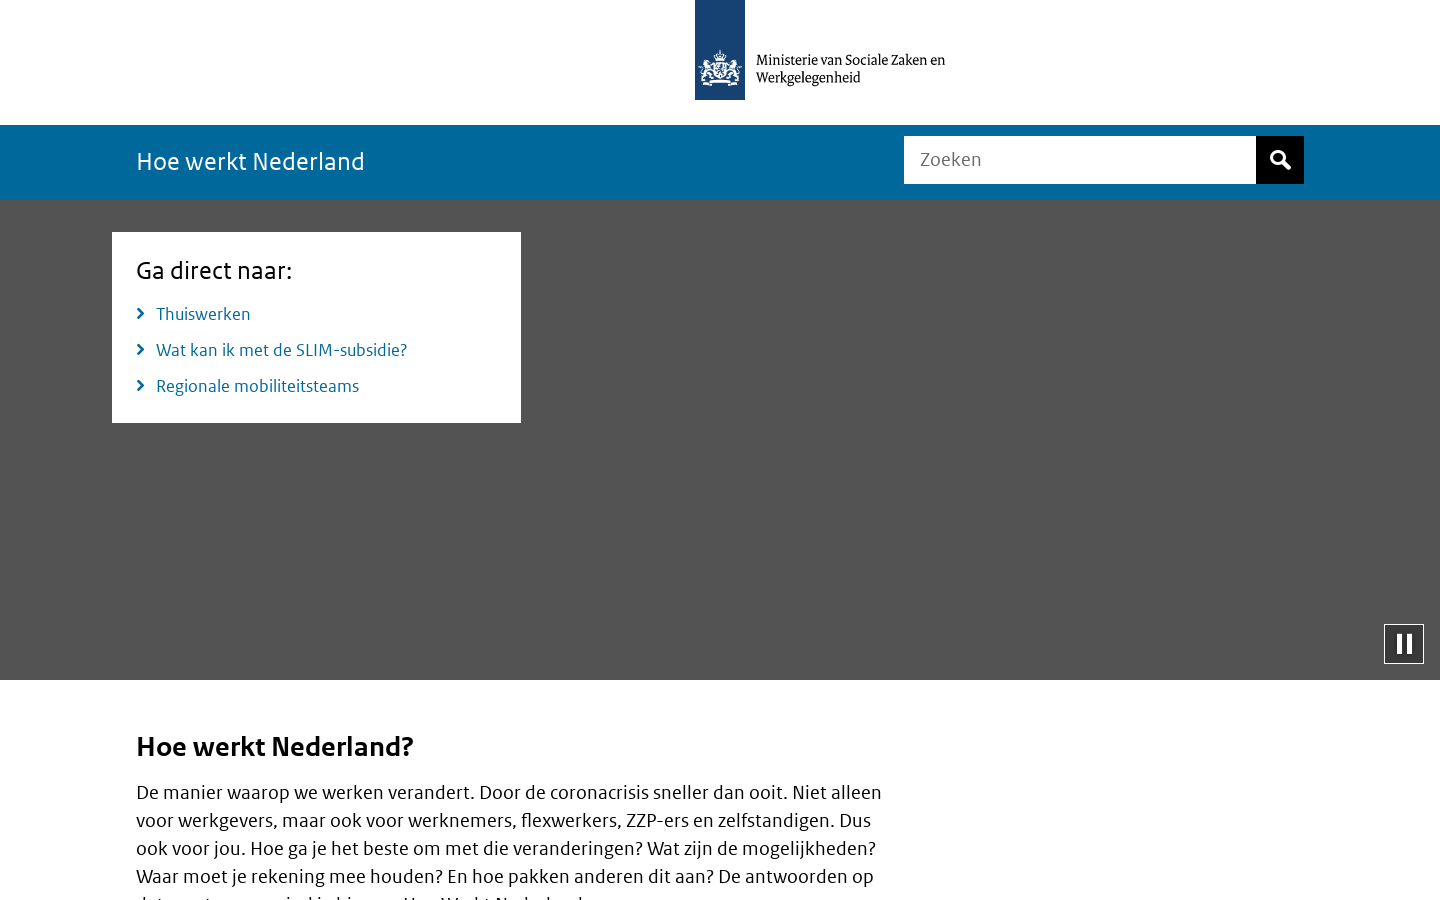 Ministerie van Sociale Zaken en
Werkgelegenheid
Hoe werkt Nederland
Zoeken
Ga direct naar:
Thuiswerken
Wat kan ik met de SLIM-subsidie?
Regionale mobiliteitsteams
Hoe werkt Nederland?
De manier waarop we werken verandert. Door de coronacrisis sneller dan ooit. Niet alleen
voor werkgevers, maar ook voor werknemers, flexwerkers, ZZP-ers en zelfstandigen. Dus
ook voor jou. Hoe ga je het beste om met die veranderingen? Wat zijn de mogelijkheden?
Waar moet je rekening mee houden? En hoe pakken anderen dit aan? De antwoorden op